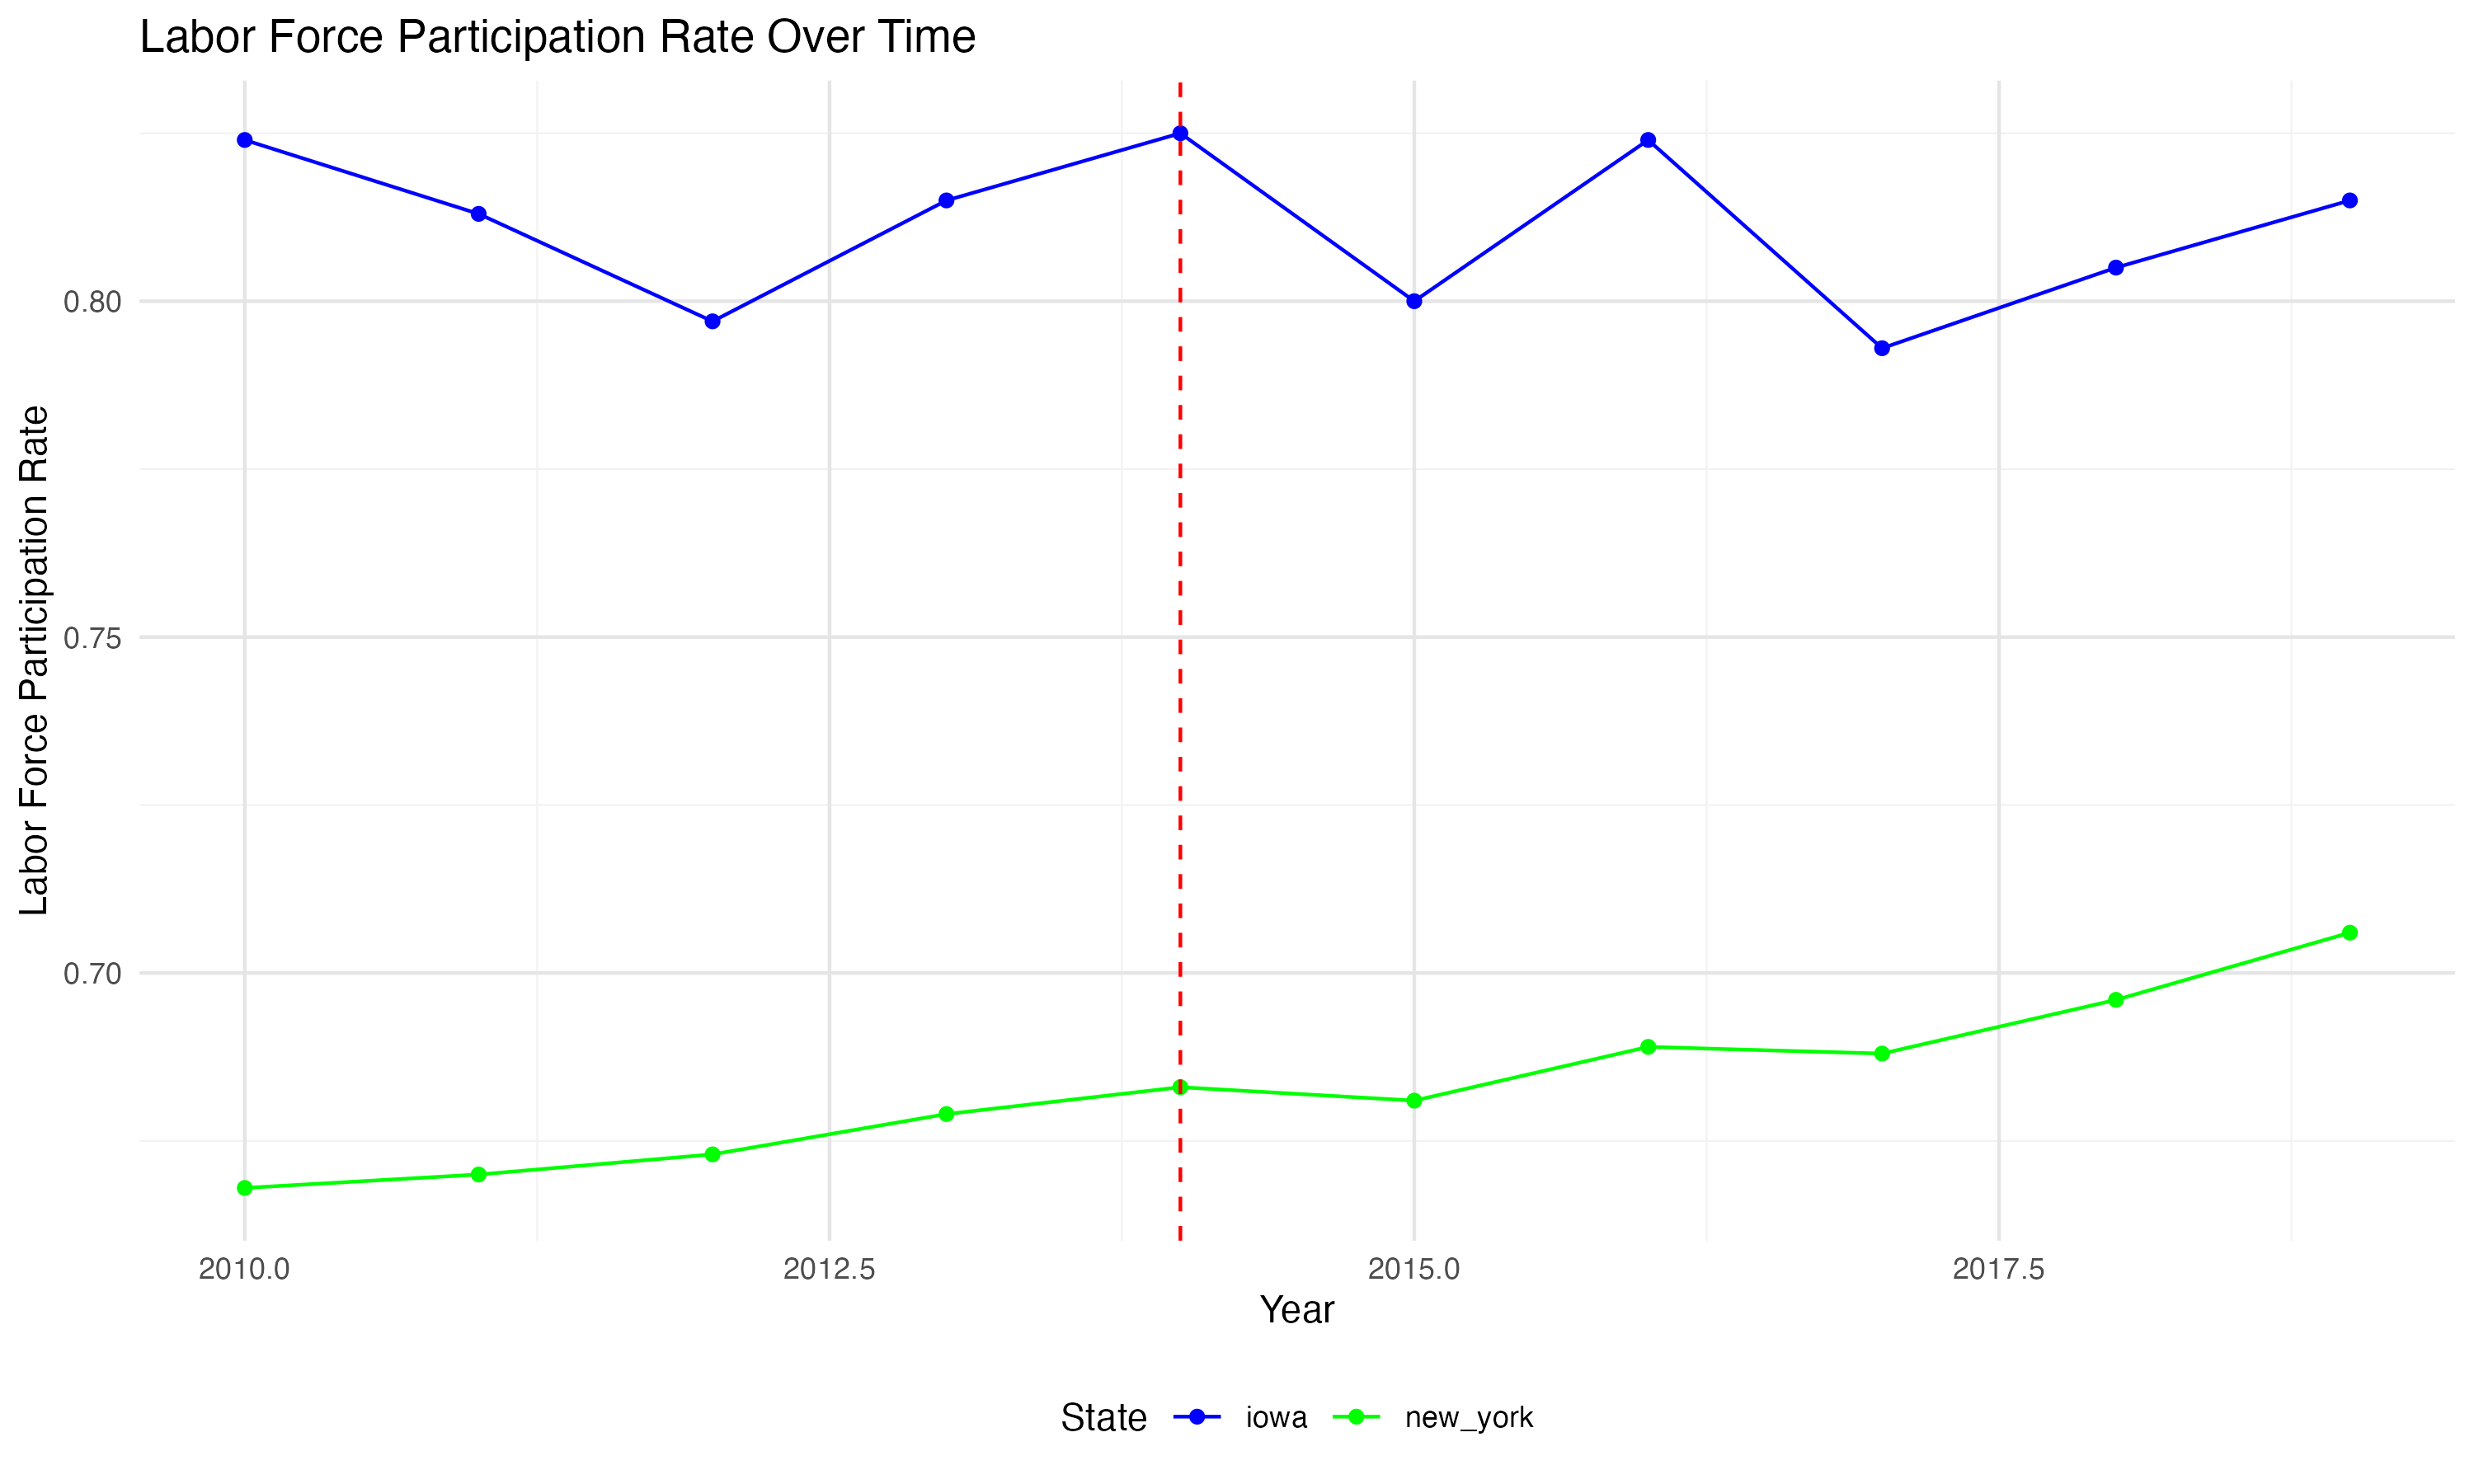 Labor Force Participation Rate Over Time
Labor Force Participation Rate
0.80
0.75
0.70
2010.0 2012.5 2015.0 2017.5
Year
State iowa new_york